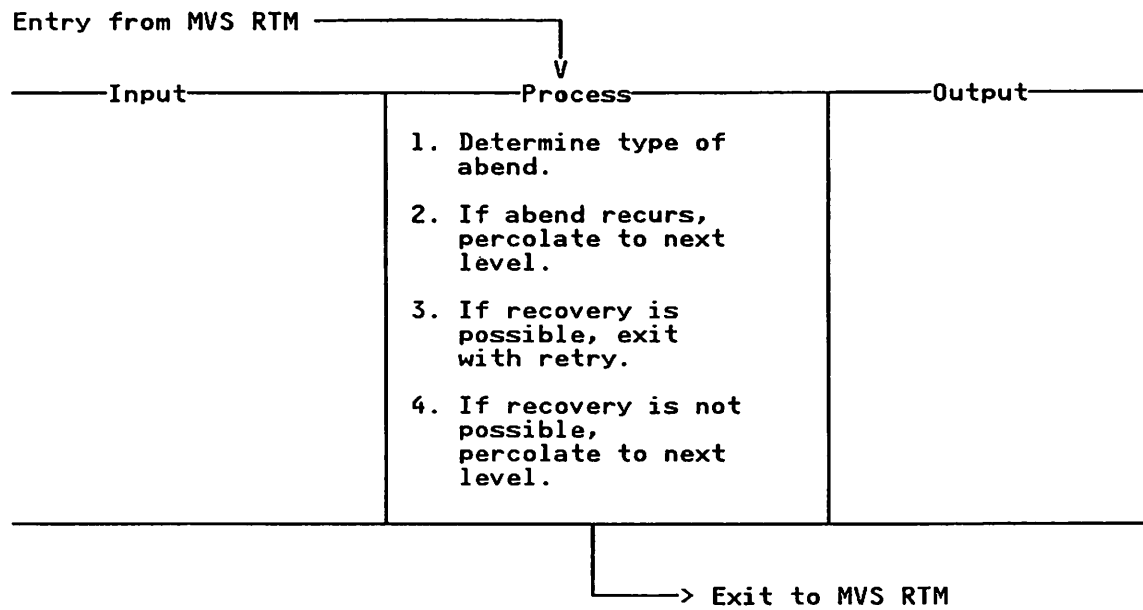 Entry from MVS RTM
Input
Process
Output
1. Determine type of
abend.
2. If abend recurs,
percolate to next
level.
3. If recovery is
possible, exit
with retry.
4. If recovery is not
possible,
percolate to next
level.
> Exit to MVS RTM